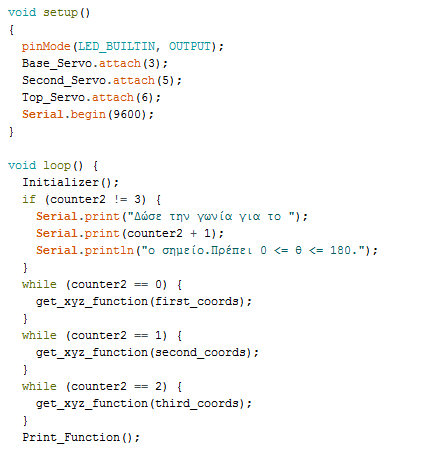 void setup()
{
  pinMode(LED_BUILTIN, OUTPUT);
  Base_Servo.attach(3);
  Second_Servo.attach(5);
  Top_Servo.attach(6);
  Serial.begin(9600);
}

void loop() {
  Initializer();
  if (counter2 != 3) {
    Serial.print("Δώσε την γωνία για το ");
    Serial.print(counter2 + 1);
    Serial.println("ο σημείο.Πρέπει 0 <= θ <= 180.");
  }
  while (counter2 == 0) {
    get_xyz_function(first_coords);
  }
  while (counter2 == 1) {
    get_xyz_function(second_coords);
  }
  while (counter2 == 2) {
    get_xyz_function(third_coords);
  }
  Print_Function();